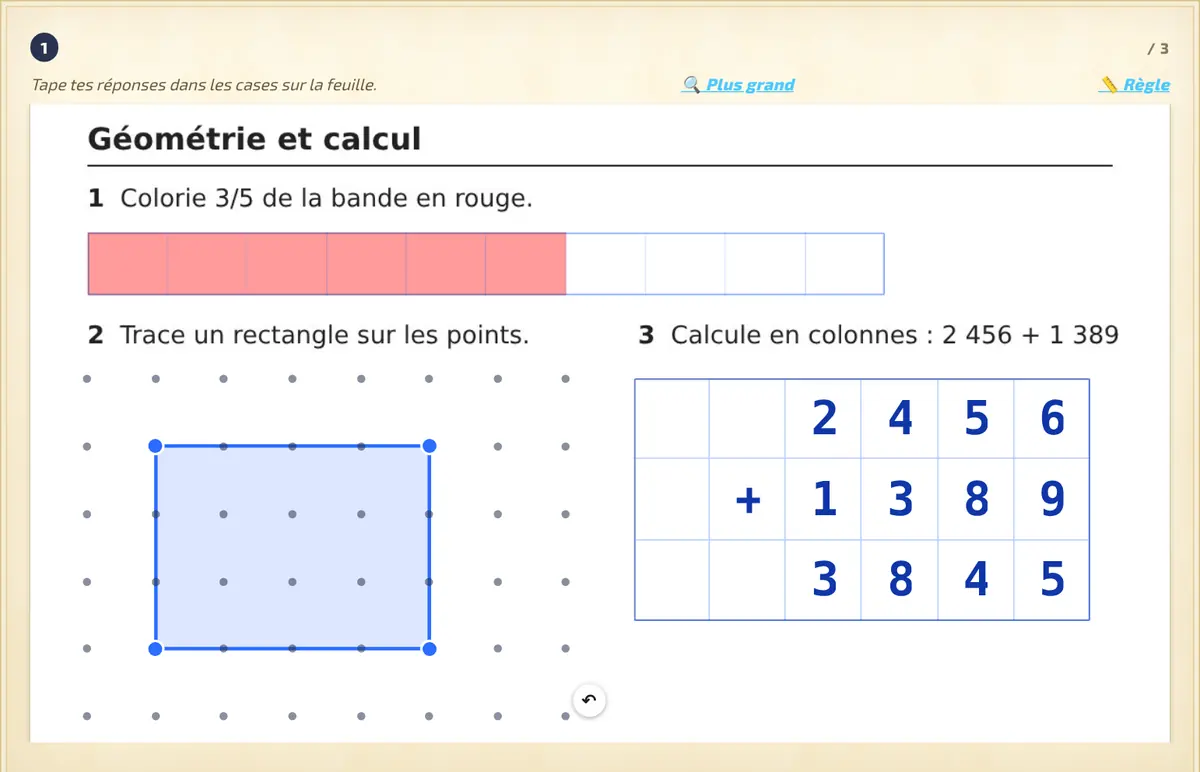 1
/ 3
Tape tes réponses dans les cases sur la feuille.
Plus grand
Règle
Géométrie et calcul
1 Colorie 3/5 de la bande en rouge.
2 Trace un rectangle sur les points.
3 Calcule en colonnes : 2 456 + 1 389
2 4 5 6
+ 1 3 8 9
3 8 4 5